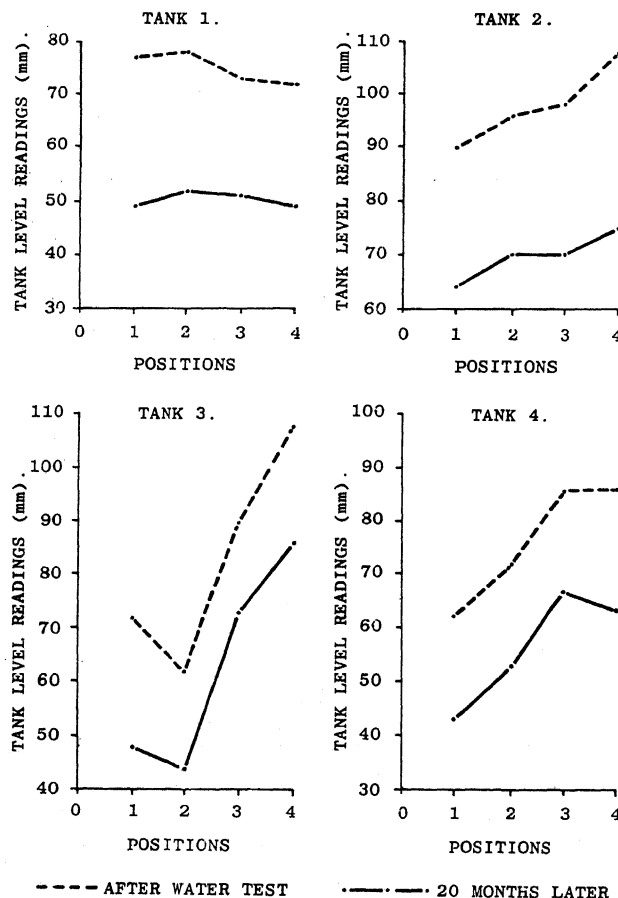 TANK 1.
TANK LEVEL READINGS (mm).
80
70
60
50
40
30
0 1 2 3 4
POSITIONS
TANK 2.
TANK LEVEL READINGS (mm).
110
100
90
80
70
60
0 1 2 3 4
POSITIONS
TANK 3.
TANK LEVEL READINGS (mm).
110
100
90
80
70
60
50
40
0 1 2 3 4
POSITIONS
TANK 4.
TANK LEVEL READINGS (mm).
100
90
80
70
60
50
40
30
0 1 2 3 4
POSITIONS
AFTER WATER TEST
20 MONTHS LATER